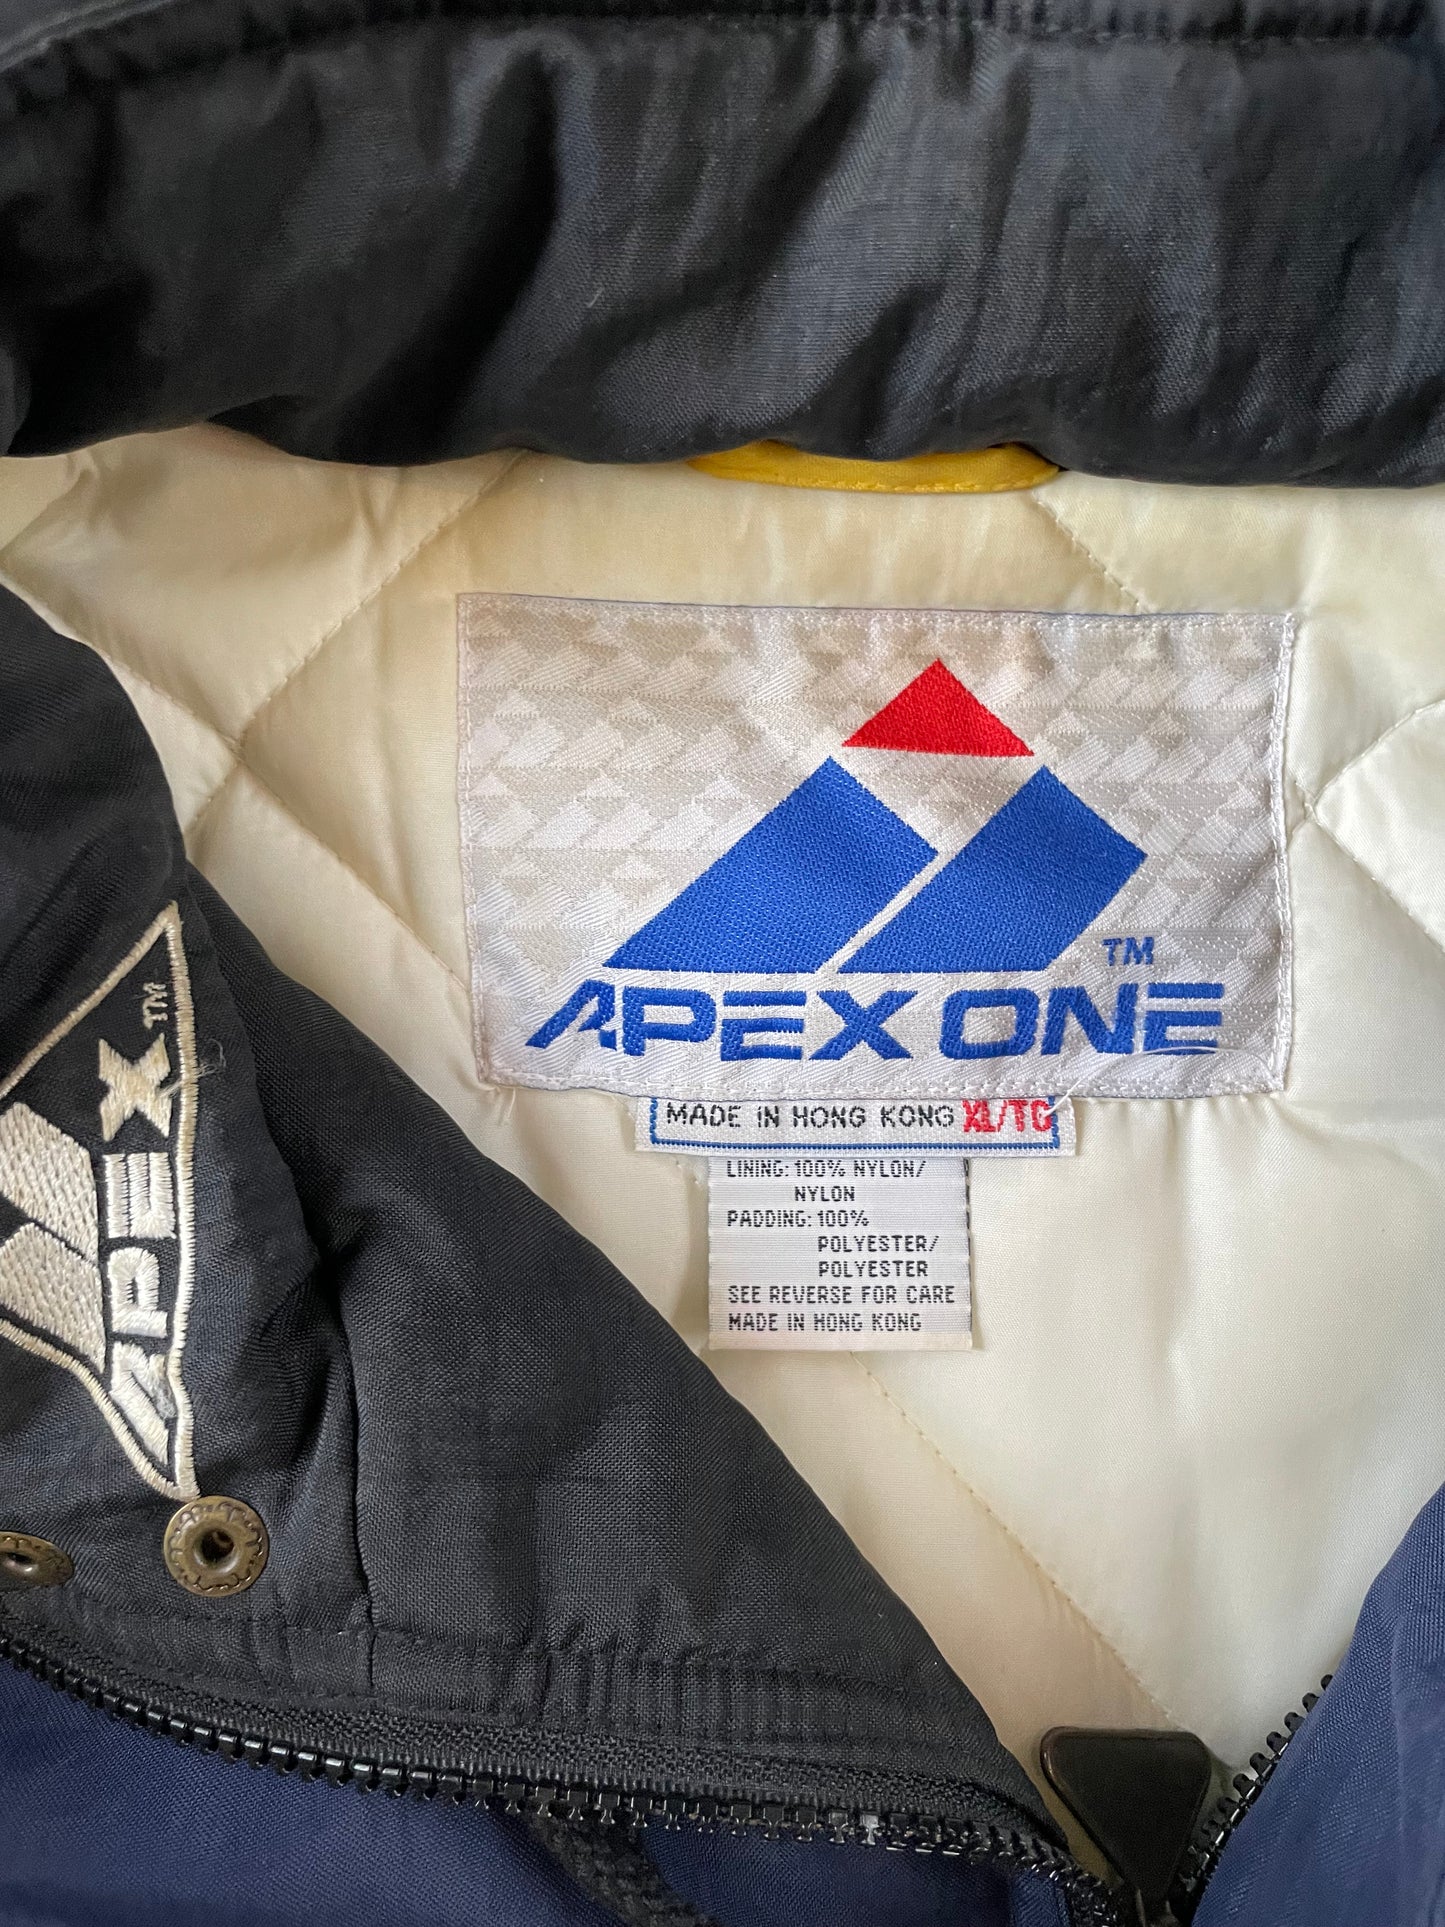 TM
APEX ONE
MADE IN HONG KONG XL/TG
LINING: 100% NYLON/
NYLON
PADDING: 100%
POLYESTER/
POLYESTER
SEE REVERSE FOR CARE
MADE IN HONG KONG
APEX TM